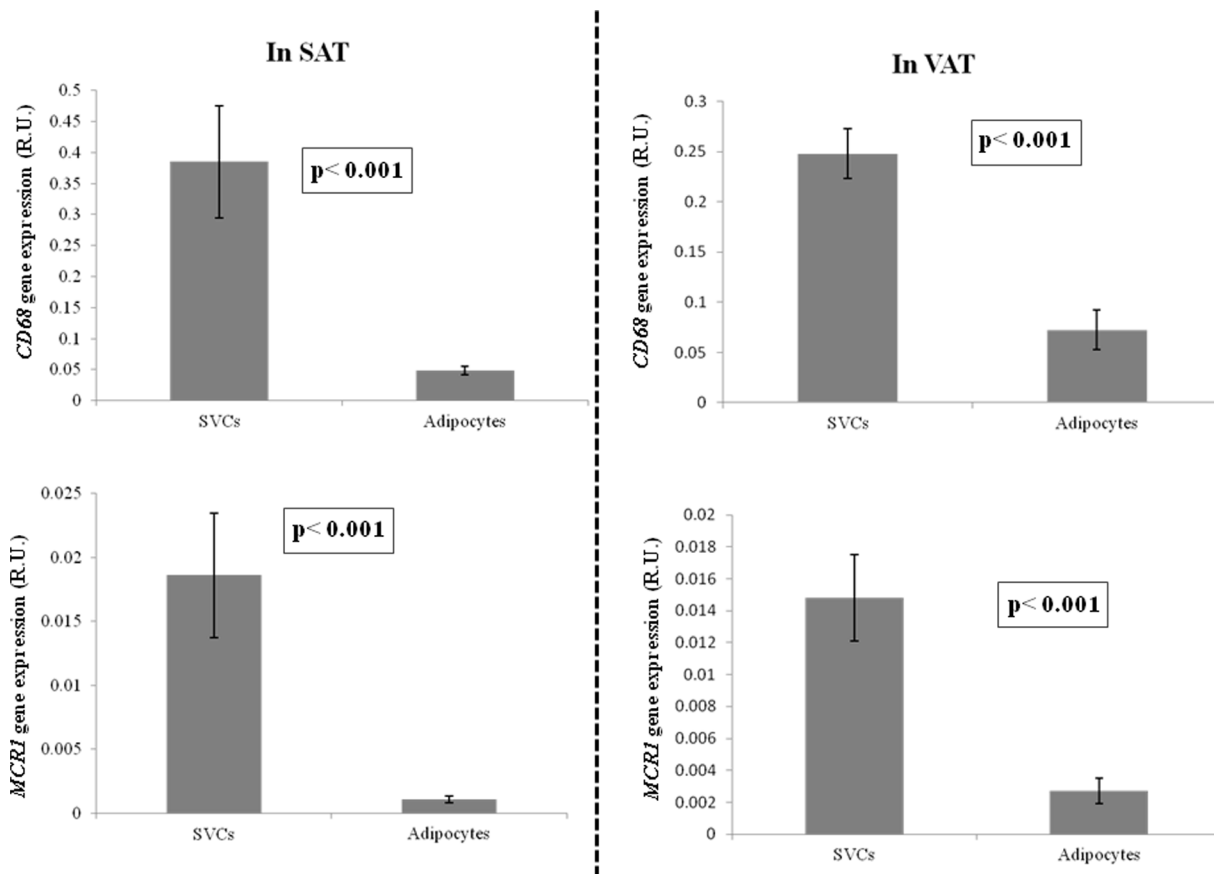 In SAT
CD68 gene expression (R.U.)
0.5
0.45
0.4
0.35
0.3
0.25
0.2
0.15
0.1
0.05
0
p< 0.001
SVCs
Adipocytes
In VAT
CD68 gene expression (R.U.)
0.3
0.25
0.2
0.15
0.1
0.05
0
p< 0.001
SVCs
Adipocytes
MCR1 gene expression (R.U.)
0.025
0.02
0.015
0.01
0.005
0
p< 0.001
SVCs
Adipocytes
MCR1 gene expression (R.U.)
0.02
0.018
0.016
0.014
0.012
0.01
0.008
0.006
0.004
0.002
0
p< 0.001
SVCs
Adipocytes